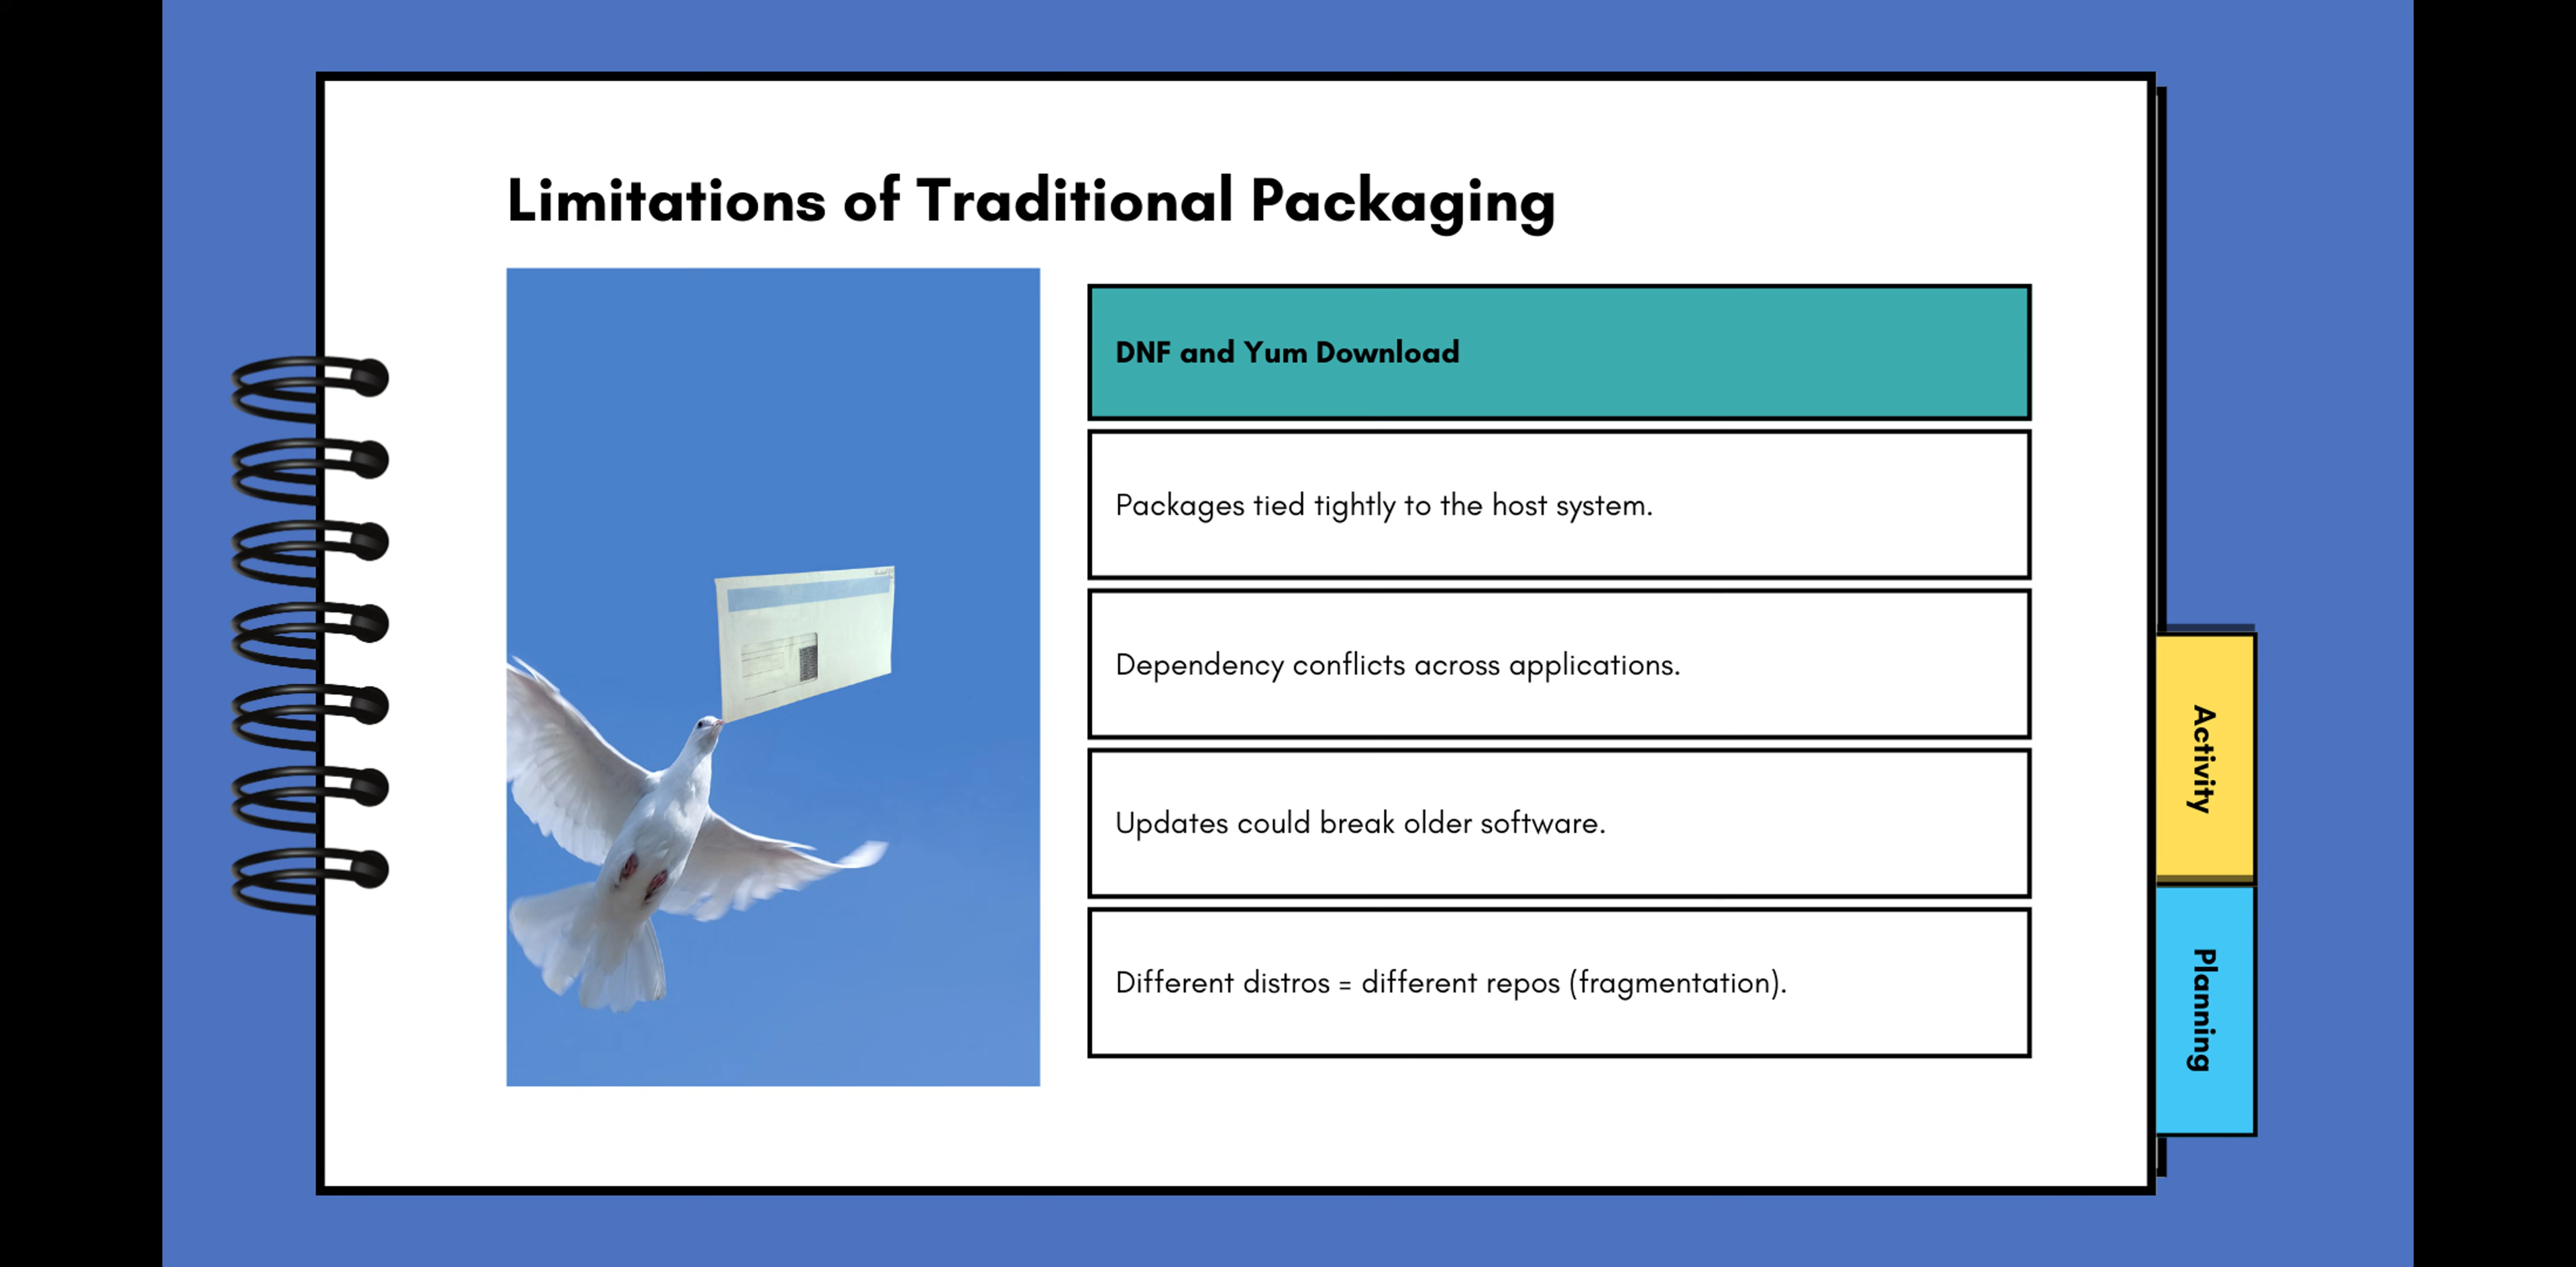 Limitations of Traditional Packaging
DNF and Yum Download
Packages tied tightly to the host system.
Dependency conflicts across applications.
Updates could break older software.
Different distros = different repos (fragmentation).
Activity
Planning